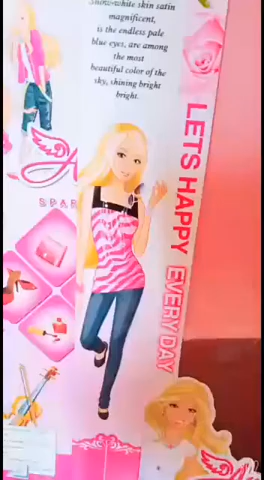 Snow-white skin satin
magnificent,
is the endless pale
blue eyes, are among
the most
beautiful color of the
sky, shining bright
bright.
LETS HAPPY
EVERY DAY